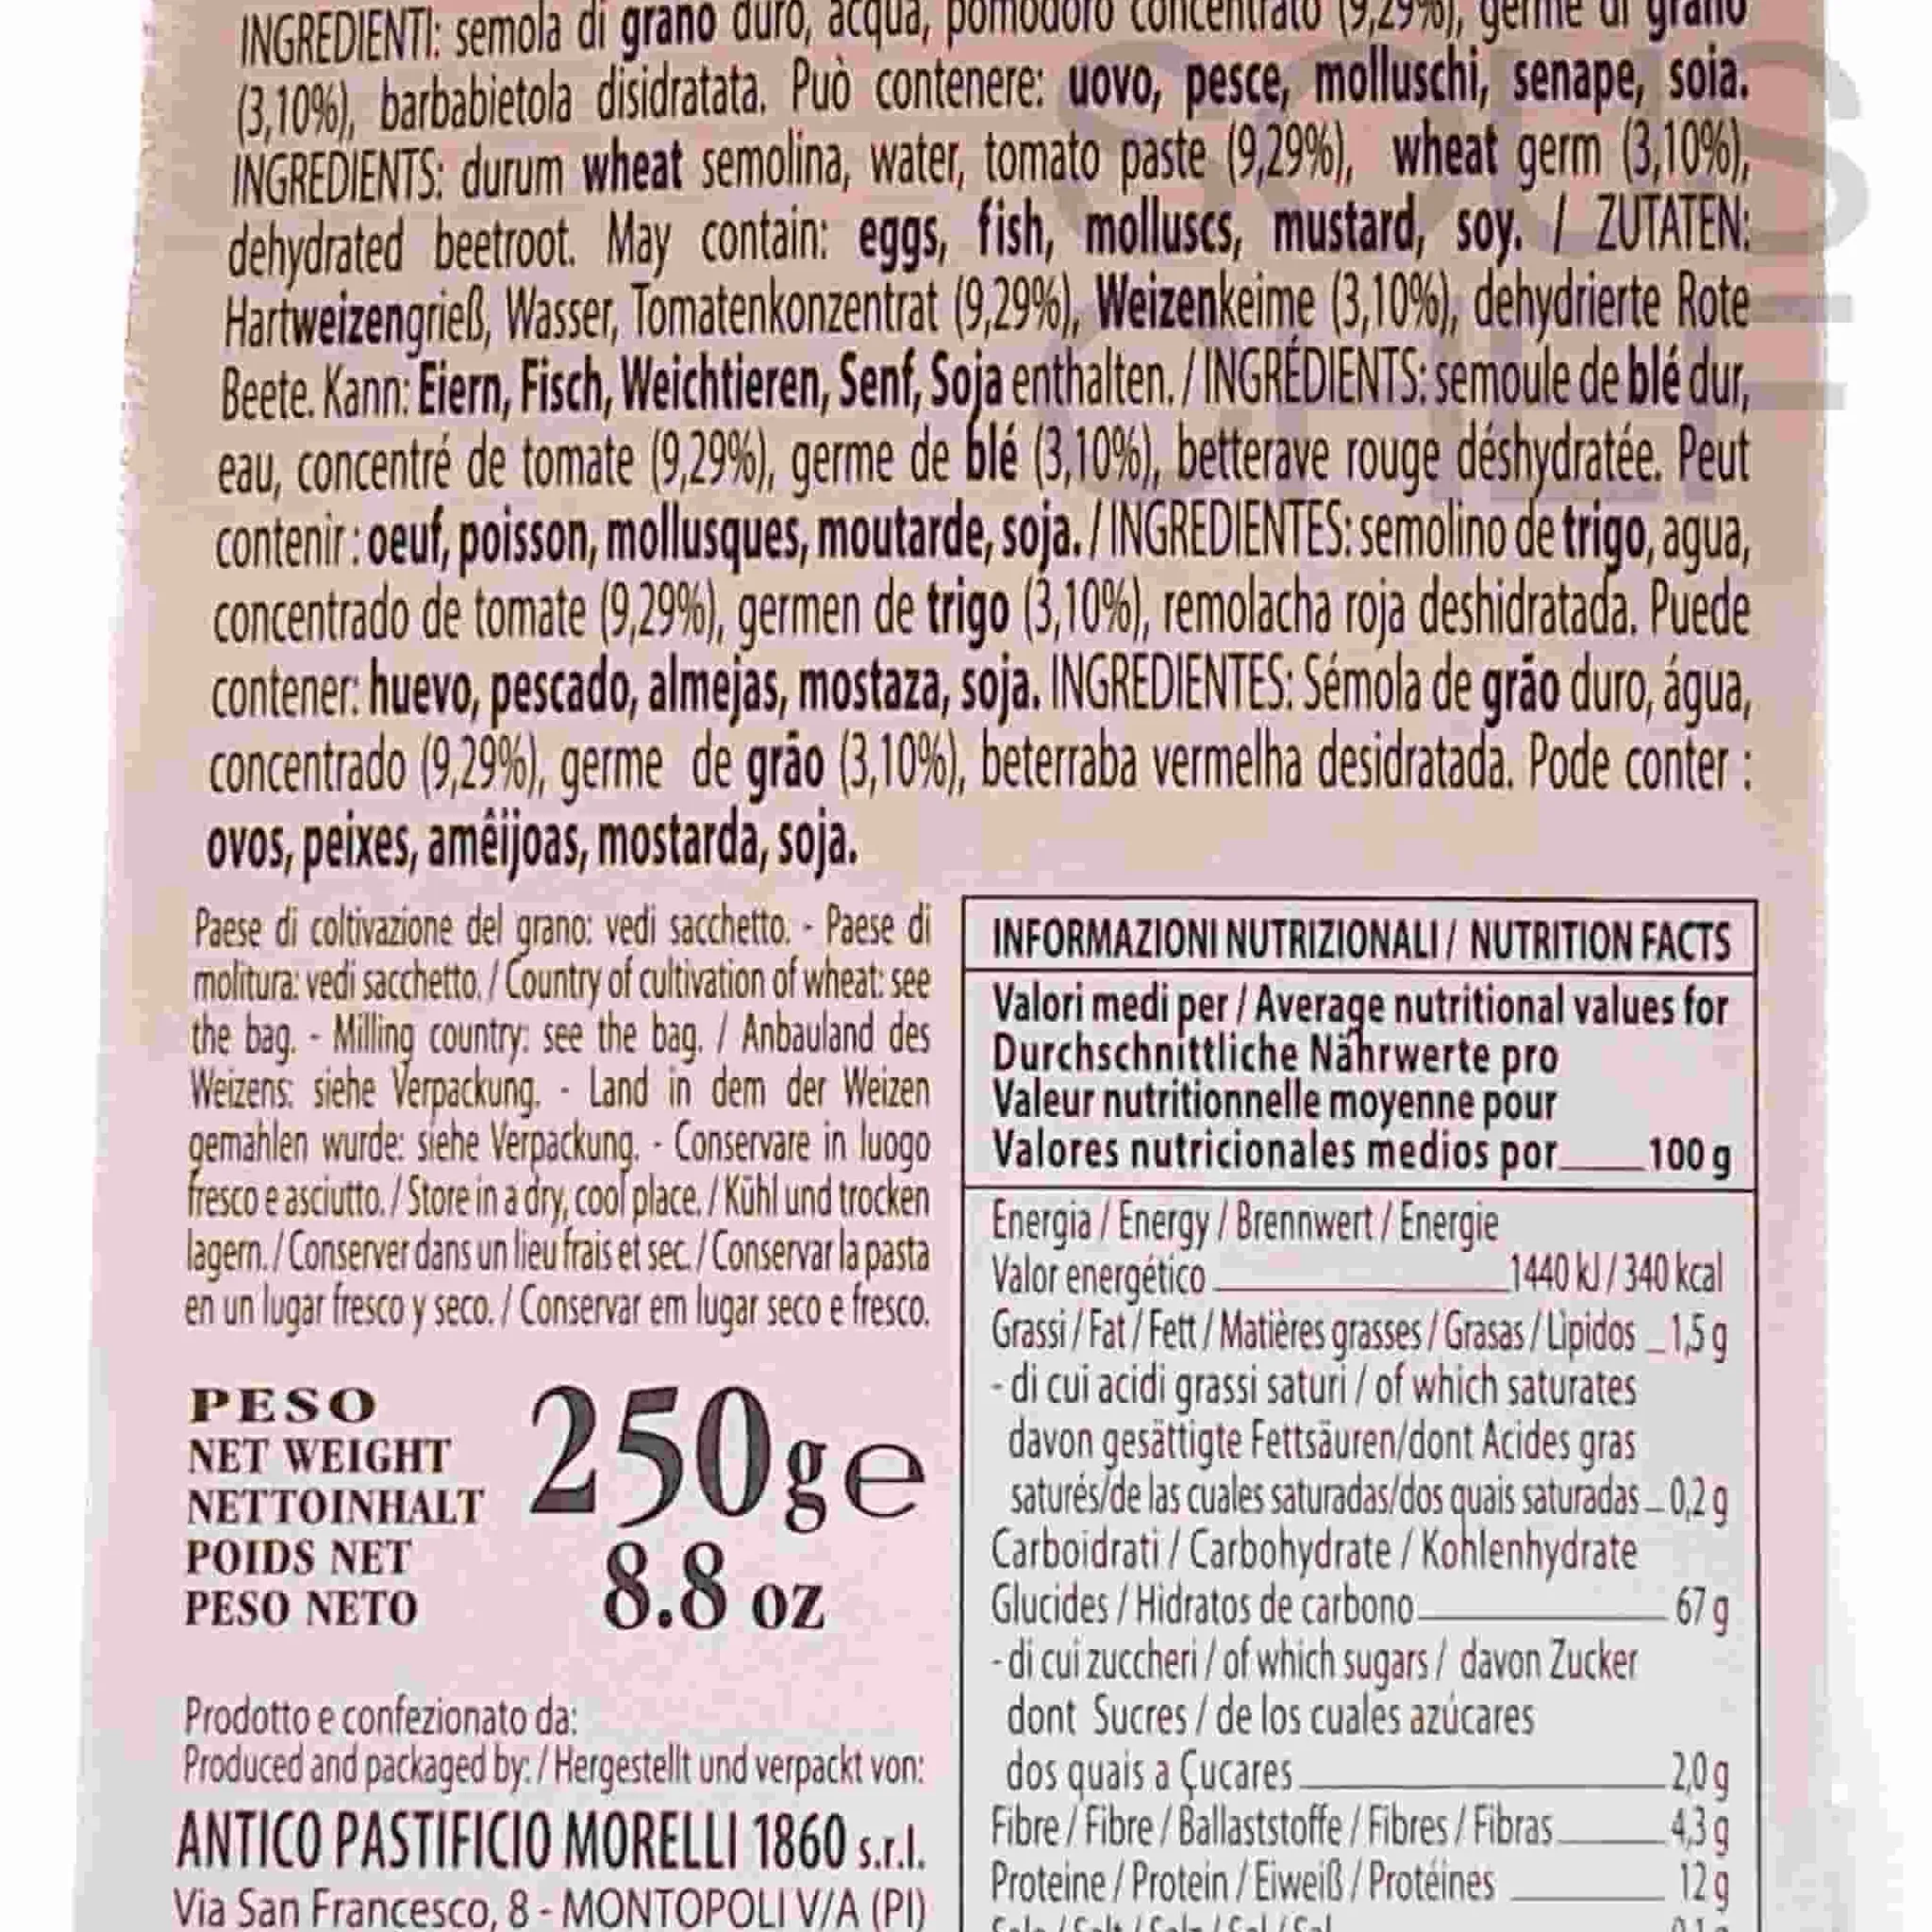 INGREDIENTI: semola di grano duro, acqua, pomodoro concentrato (9,29%), germe di grano
(3,10%), barbabietola disidratata. Può contenere: uovo, pesce, molluschi, senape, soia.
INGREDIENTS: durum wheat semolina, water, tomato paste (9,29%), wheat germ (3,10%),
dehydrated beetroot. May contain: eggs, fish, molluscs, mustard, soy. / ZUTATEN:
Hartweizengrieß, Wasser, Tomatenkonzentrat (9,29%), Weizenkeime (3,10%), dehydrierte Rote
Beete. Kann: Eiern, Fisch, Weichtieren, Senf, Soja enthalten. / INGRÉDIENTS: semoule de blé dur,
eau, concentré de tomate (9,29%), germe de blé (3,10%), betterave rouge déshydratée. Peut
contenir : oeuf, poisson, mollusques, moutarde, soja. / INGREDIENTES: semolino de trigo, agua,
concentrado de tomate (9,29%), germen de trigo (3,10%), remolacha roja deshidratada. Puede
contener: huevo, pescado, almejas, mostaza, soja. INGREDIENTES: Sémola de grão duro, água,
concentrado (9,29%), germe de grão (3,10%), beterraba vermelha desidratada. Pode conter :
ovos, peixes, amêijoas, mostarda, soja.
Paese di coltivazione del grano: vedi sacchetto. - Paese di
molitura: vedi sacchetto. / Country of cultivation of wheat: see
the bag. - Milling country: see the bag. / Anbauland des
Weizens: siehe Verpackung. - Land in dem der Weizen
gemahlen wurde: siehe Verpackung. - Conservare in luogo
fresco e asciutto. / Store in a dry, cool place. / Kühl und trocken
lagern. / Conserver dans un lieu frais et sec. / Conservar la pasta
en un lugar fresco y seco. / Conservar em lugar seco e fresco.
PESO
NET WEIGHT
NETTOINHALT
POIDS NET
PESO NETO
250g e
8.8 oz
Prodotto e confezionato da:
Produced and packaged by: / Hergestellt und verpackt von:
ANTICO PASTIFICIO MORELLI 1860 s.r.l.
Via San Francesco, 8 - MONTOPOLI V/A (PI)
INFORMAZIONI NUTRIZIONALI / NUTRITION FACTS
Valori medi per / Average nutritional values for
Durchschnittliche Nährwerte pro
Valeur nutritionnelle moyenne pour
Valores nutricionales medios por 100 g
Energia / Energy / Brennwert / Energie
Valor energético 1440 kJ / 340 kcal
Grassi / Fat / Fett / Matières grasses / Grasas / Lìpidos 1,5 g
- di cui acidi grassi saturi / of which saturates
davon gesättigte Fettsäuren/dont Acides gras
saturés/de las cuales saturadas/dos quais saturadas 0,2 g
Carboidrati / Carbohydrate / Kohlenhydrate
Glucides / Hidratos de carbono 67 g
- di cui zuccheri / of which sugars / davon Zucker
dont Sucres / de los cuales azúcares
dos quais a Çucares 2,0 g
Fibre / Fibre / Ballaststoffe / Fibres / Fibras 4,3 g
Proteine / Protein / Eiweiß / Protéines 12 g